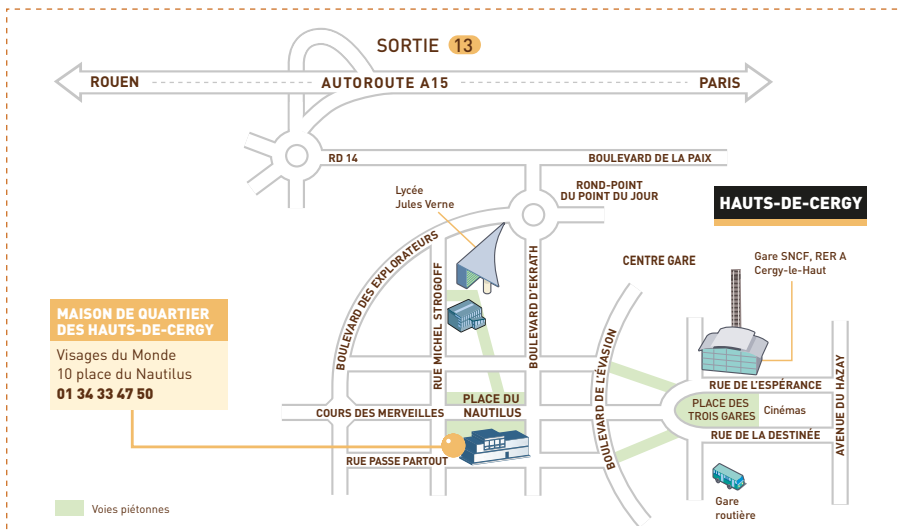 SORTIE 13
ROUEN
AUTOROUTE A15
PARIS
RD 14
BOULEVARD DE LA PAIX
ROND-POINT
DU POINT DU JOUR
Lycée
Jules Verne
HAUTS-DE-CERGY
BOULEVARD DES EXPLORATEURS
RUE MICHEL STROGOFF
BOULEVARD D'EKRATH
CENTRE GARE
Gare SNCF, RER A
Cergy-le-Haut
BOULEVARD DE L'ÉVASION
MAISON DE QUARTIER
DES HAUTS-DE-CERGY
Visages du Monde
10 place du Nautilus
01 34 33 47 50
RUE DE L'ESPÉRANCE
AVENUE DU HAZAY
PLACE DU
NAUTILUS
COURS DES MERVEILLES
PLACE DES
TROIS GARES
Cinémas
RUE DE LA DESTINÉE
RUE PASSE PARTOUT
Gare
routière
Voies piétonnes